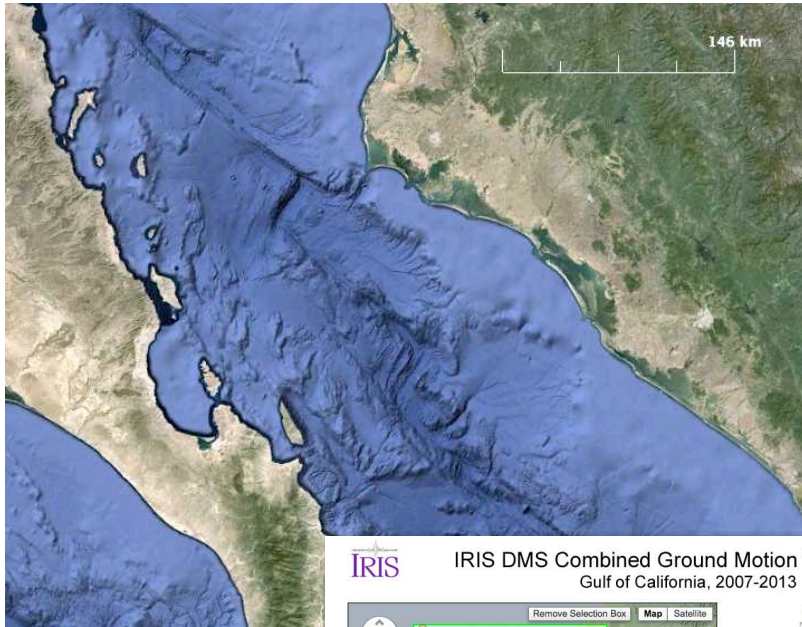 146 km
IRIS
IRIS DMS Combined Ground Motion
Gulf of California, 2007-2013
Remove Selection Box
Map
Satellite